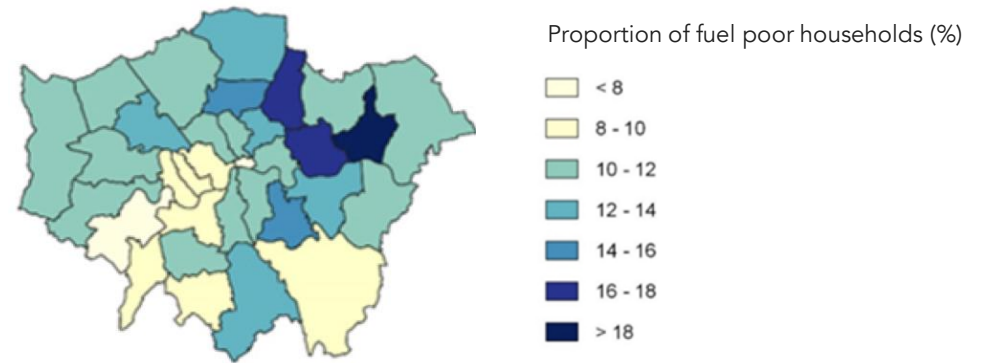 Proportion of fuel poor households (%)
< 8
8 - 10
10 - 12
12 - 14
14 - 16
16 - 18
> 18